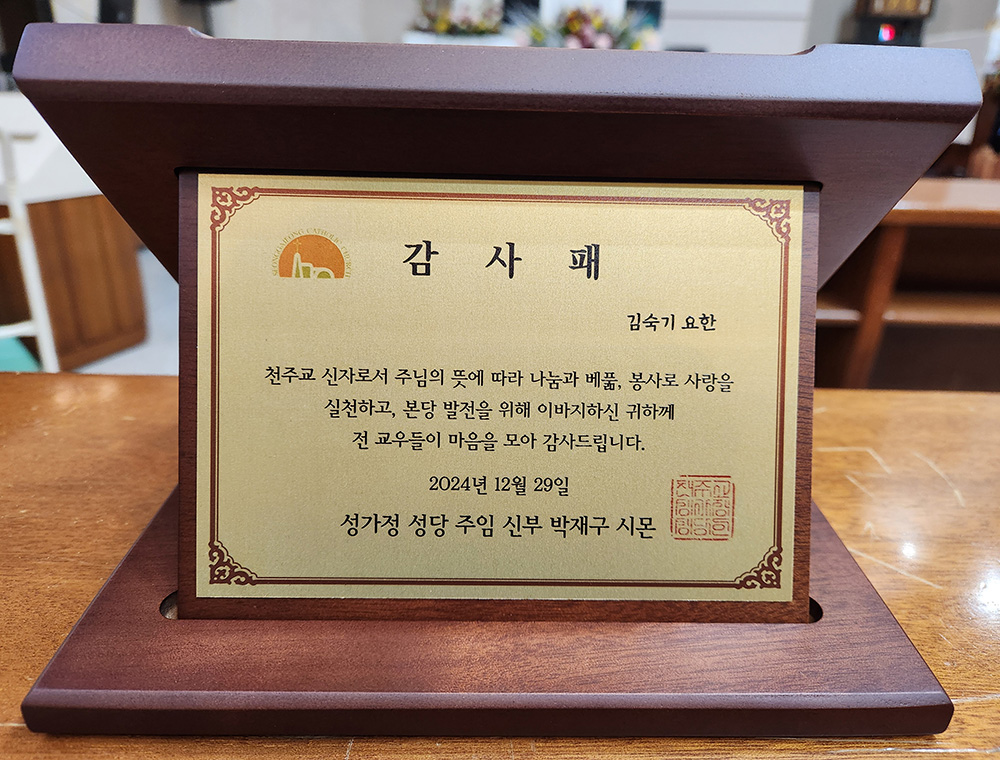 SEONGGAJEONG CATHOLIC CHURCH
감 사 패
김숙기 요한
천주교 신자로서 주님의 뜻에 따라 나눔과 베풂, 봉사로 사랑을
실천하고, 본당 발전을 위해 이바지하신 귀하께
전 교우들이 마음을 모아 감사드립니다.
2024년 12월 29일
성가정 성당 주임 신부 박재구 시몬